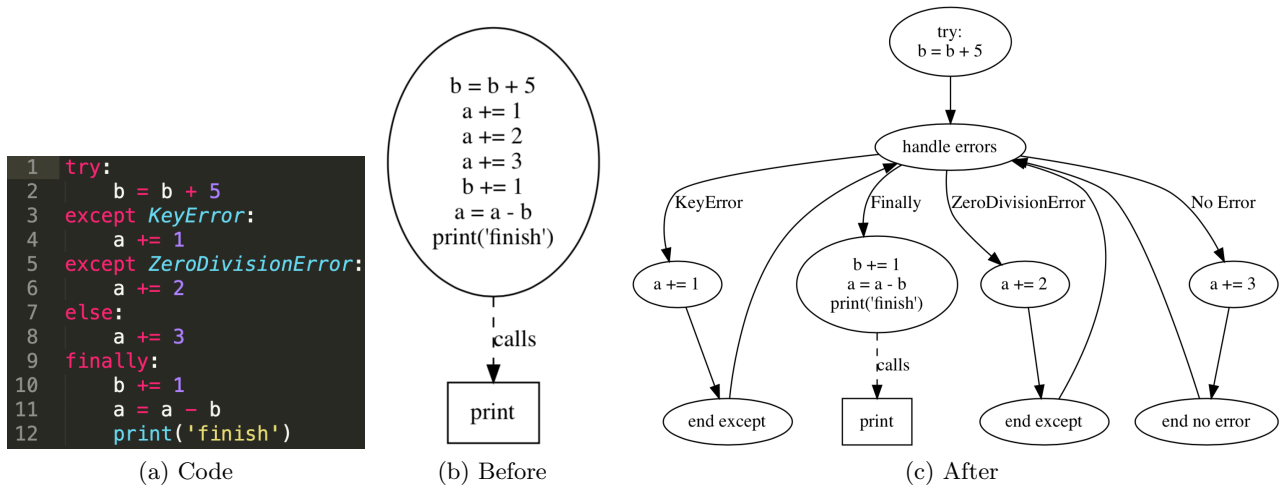 1 try:
2 b = b + 5
3 except KeyError:
4 a += 1
5 except ZeroDivisionError:
6 a += 2
7 else:
8 a += 3
9 finally:
10 b += 1
11 a = a - b
12 print('finish')
(a) Code
b = b + 5
a += 1
a += 2
a += 3
b += 1
a = a - b
print('finish')
calls
print
(b) Before
try:
b = b + 5
handle errors
KeyError
Finally
ZeroDivisionError
No Error
a += 1
b += 1
a = a - b
print('finish')
a += 2
a += 3
calls
end except
print
end except
end no error
(c) After